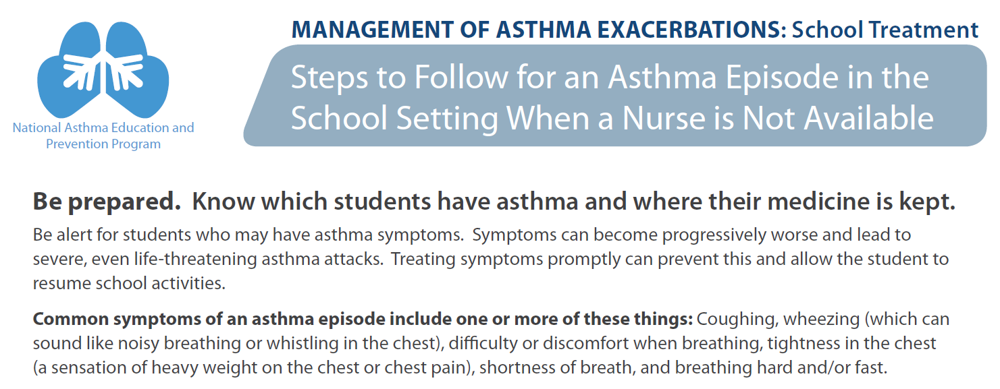 MANAGEMENT OF ASTHMA EXACERBATIONS: School Treatment
Steps to Follow for an Asthma Episode in the
School Setting When a Nurse is Not Available
National Asthma Education and
Prevention Program
Be prepared.  Know which students have asthma and where their medicine is kept.
Be alert for students who may have asthma symptoms.  Symptoms can become progressively worse and lead to
severe, even life-threatening asthma attacks.  Treating symptoms promptly can prevent this and allow the student to
resume school activities.
Common symptoms of an asthma episode include one or more of these things: Coughing, wheezing (which can
sound like noisy breathing or whistling in the chest), difficulty or discomfort when breathing, tightness in the chest
(a sensation of heavy weight on the chest or chest pain), shortness of breath, and breathing hard and/or fast.